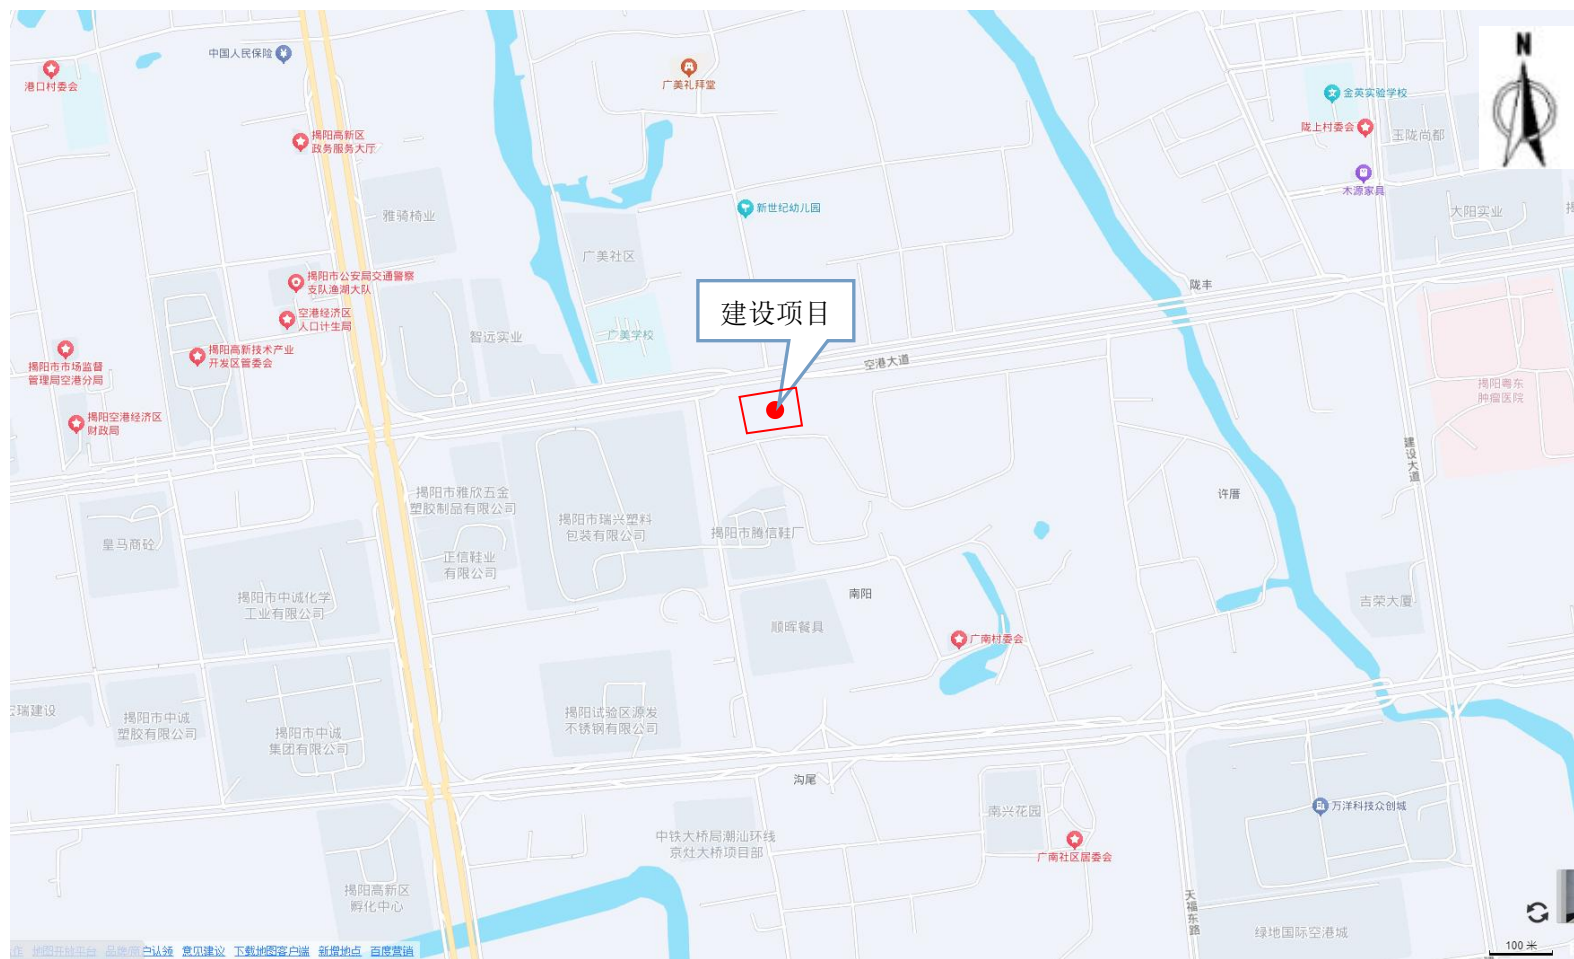 中国人民保险
港口村委会
广美礼拜堂
金英实验学校
陇上村委会
玉陇尚都
N
揭阳高新区
政务服务大厅
木源家具
雅骑椅业
新世纪幼儿园
大阳实业
广美社区
揭阳市公安局交通警察
支队渔湖大队
陇丰
空港经济区
人口计生局
建设项目
智远实业
广美学校
揭阳高新技术产业
开发区管委会
空港大道
揭阳市市场监督
管理局空港分局
揭阳粤东
肿瘤医院
揭阳空港经济区
财政局
建设大道
揭阳市雅欣五金
塑胶制品有限公司
许厝
揭阳市瑞兴塑料
包装有限公司
揭阳市腾信鞋厂
皇马商砼
正信鞋业
有限公司
揭阳市中诚化学
工业有限公司
南阳
吉荣大厦
顺晖餐具
广南村委会
宏瑞建设
揭阳市中诚
塑胶有限公司
揭阳试验区源发
不锈钢有限公司
揭阳市中诚
集团有限公司
沟尾
南兴花园
万洋科技众创城
中铁大桥局潮汕环线
京灶大桥项目部
广南社区居委会
揭阳高新区
孵化中心
天福东路
绿地国际空港城
100 米
作 地图开放平台 品牌/商户认领 意见建议 下载地图客户端 新增地点 百度营销